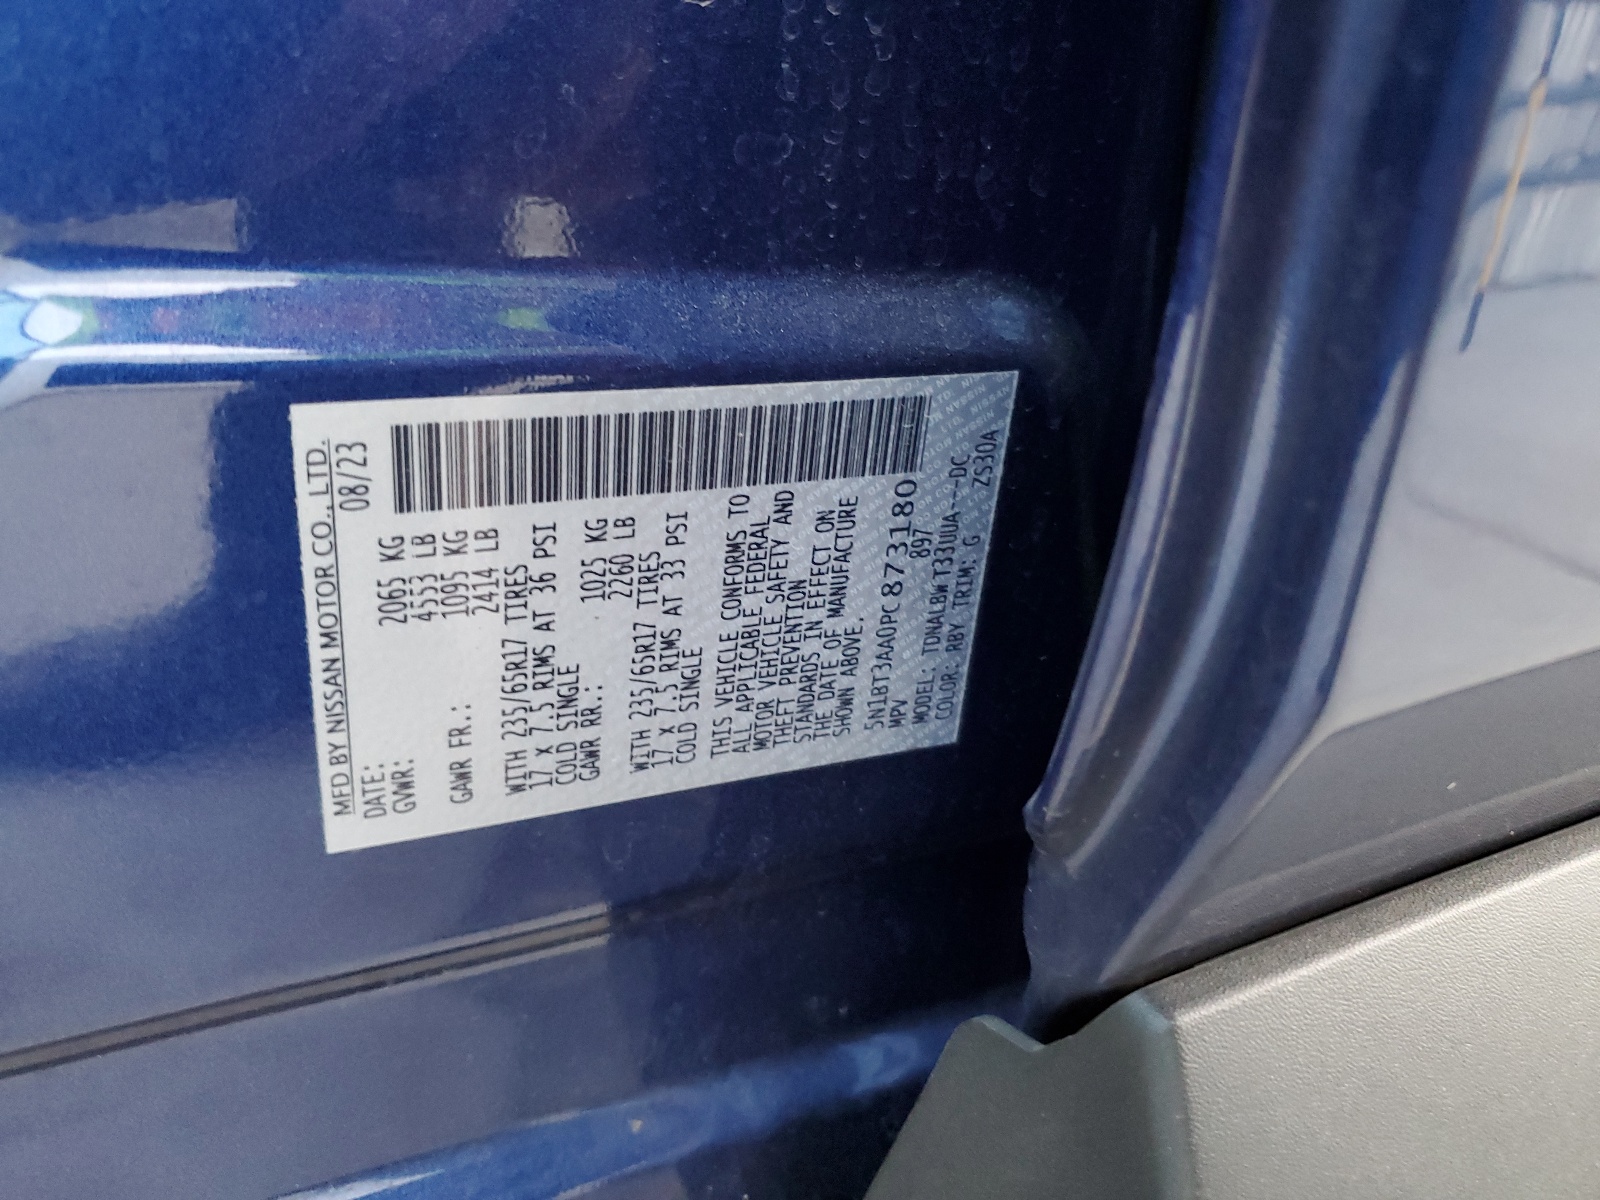 MFD BY NISSAN MOTOR CO., LTD.
DATE: 08/23
GVWR: 2065 KG
4553 LB
GAWR FR.: 1095 KG
2414 LB
WITH 235/65R17 TIRES
17 X 7.5 RIMS AT 36 PSI
COLD SINGLE
GAWR RR.: 1025 KG
2260 LB
WITH 235/65R17 TIRES
17 X 7.5 RIMS AT 33 PSI
COLD SINGLE
THIS VEHICLE CONFORMS TO
ALL APPLICABLE FEDERAL
MOTOR VEHICLE SAFETY AND
THEFT PREVENTION
STANDARDS IN EFFECT ON
THE DATE OF MANUFACTURE
SHOWN ABOVE.
5N1BT3AA0PC873180
MPV 897
MODEL: TDNALBW T33UUA---DC
COLOR: RBY TRIM: G ZS30A